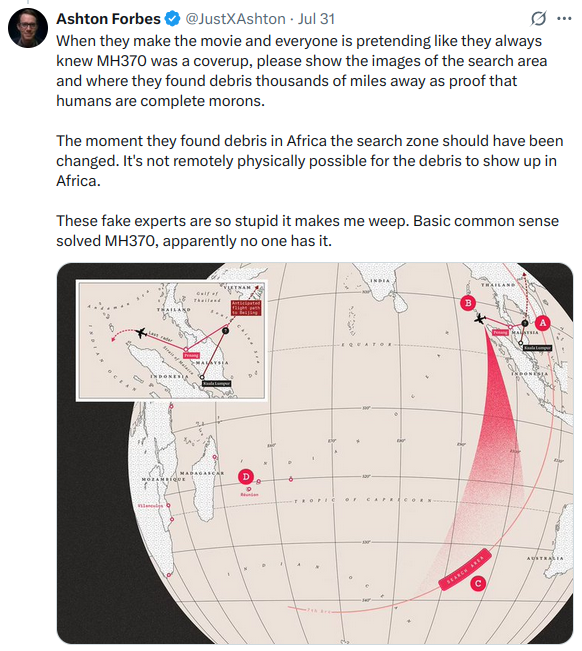 Ashton Forbes @JustXAshton · Jul 31
When they make the movie and everyone is pretending like they always
knew MH370 was a coverup, please show the images of the search area
and where they found debris thousands of miles away as proof that
humans are complete morons.
The moment they found debris in Africa the search zone should have been
changed. It's not remotely physically possible for the debris to show up in
Africa.
These fake experts are so stupid it makes me weep. Basic common sense
solved MH370, apparently no one has it.
VIETNAM
Gulf of
Thailand
Anticipated
flight path
to Beijing
THAILAND
?
Last radar
Penang
MALAYSIA
INDONESIA
Kuala Lumpur
INDIAN OCEAN
INDIA
THAILAND
B
A
?
Penang
MALAYSIA
Kuala Lumpur
INDONESIA
EQUATOR
MADAGASCAR
MOZAMBIQUE
D
Réunion
TROPIC OF CAPRICORN
Vilanculos
INDIAN OC
AUSTRALIA
SEARCH AREA
C